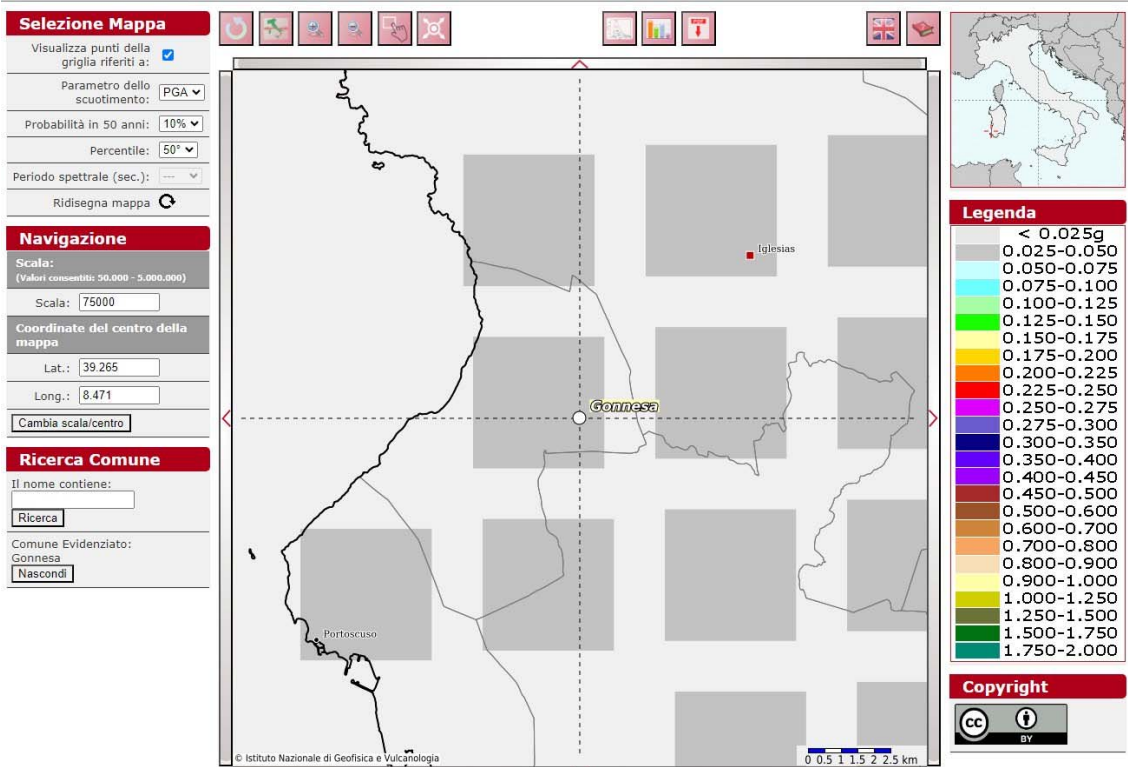 Selezione Mappa
Visualizza punti della
griglia riferiti a:
Parametro dello
scuotimento:
PGA
Probabilità in 50 anni:
10%
Percentile:
50°
Periodo spettrale (sec.):
---
Ridisegna mappa
Navigazione
Scala:
(Valori consentiti: 50.000 - 5.000.000)
Scala:
75000
Coordinate del centro della
mappa
Lat.:
39.265
Long.:
8.471
Cambia scala/centro
Ricerca Comune
Il nome contiene:
Ricerca
Comune Evidenziato:
Gonnesa
Nascondi
Iglesias
Gonnesa
Portoscuso
© Istituto Nazionale di Geofisica e Vulcanologia
0 0.5 1 1.5 2 2.5 km
Legenda
< 0.025g
0.025-0.050
0.050-0.075
0.075-0.100
0.100-0.125
0.125-0.150
0.150-0.175
0.175-0.200
0.200-0.225
0.225-0.250
0.250-0.275
0.275-0.300
0.300-0.350
0.350-0.400
0.400-0.450
0.450-0.500
0.500-0.600
0.600-0.700
0.700-0.800
0.800-0.900
0.900-1.000
1.000-1.250
1.250-1.500
1.500-1.750
1.750-2.000
Copyright
cc
BY